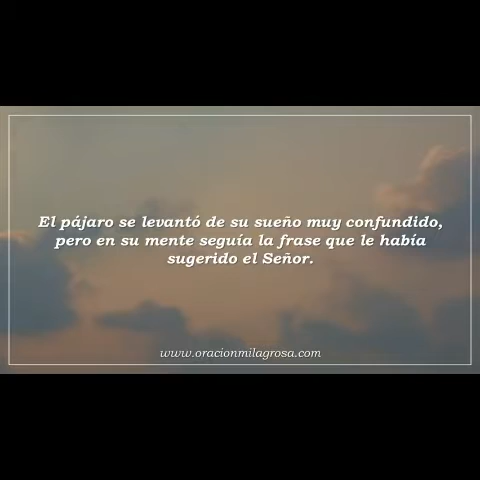 El pájaro se levantó de su sueño muy confundido,
pero en su mente seguía la frase que le había
sugerido el Señor.
www.oracionmilagrosa.com